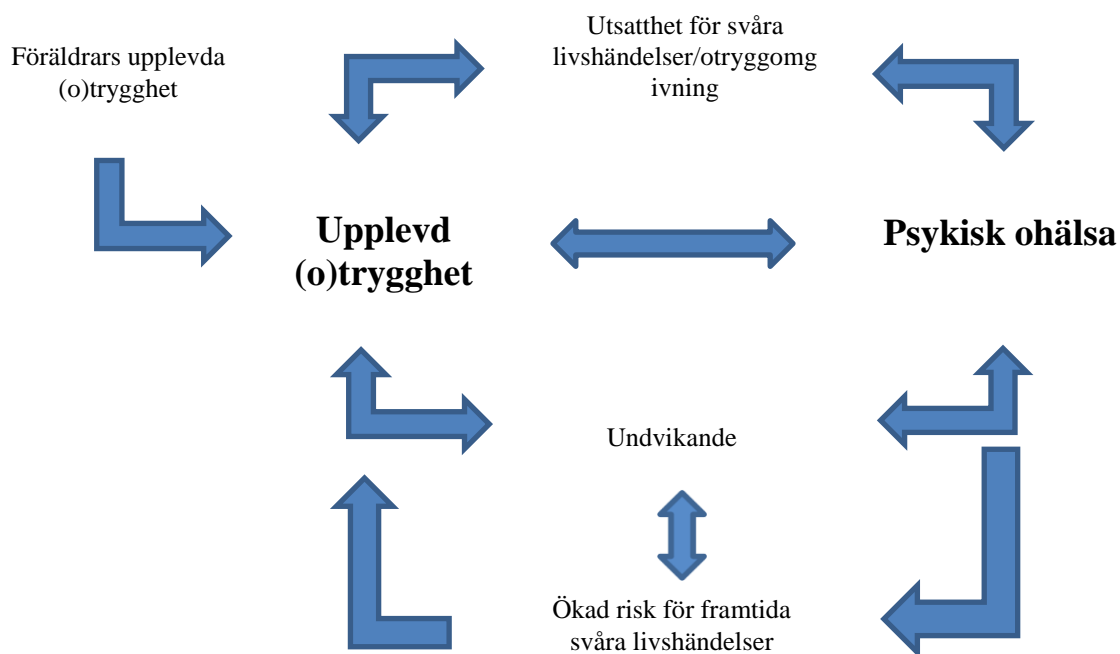 Föräldrars upplevda
(o)trygghet
Utsatthet för svåra
livshändelser/otryggomg
ivning
Upplevd
(o)trygghet
Psykisk ohälsa
Undvikande
Ökad risk för framtida
svåra livshändelser